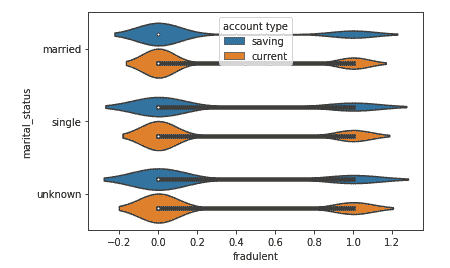 account type
saving
current
married
single
unknown
marital_status
−0.2 0.0 0.2 0.4 0.6 0.8 1.0 1.2
fradulent